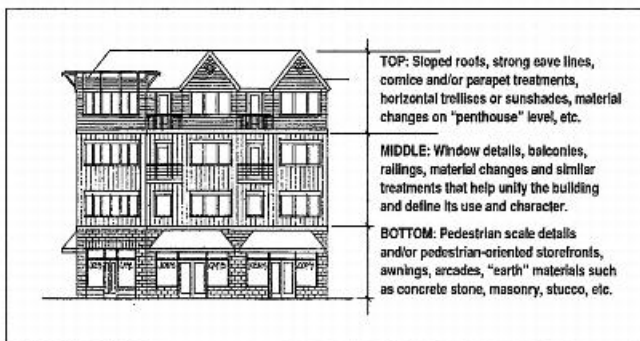 TOP: Sloped roofs, strong eave lines,
cornice and/or parapet treatments,
horizontal trellises or sunshades, material
changes on "penthouse" level, etc.
MIDDLE: Window details, balconies,
railings, material changes and similar
treatments that help unify the building
and define its use and character.
BOTTOM: Pedestrian scale details
and/or pedestrian-oriented storefronts,
awnings, arcades, "earth" materials such
as concrete stone, masonry, stucco, etc.